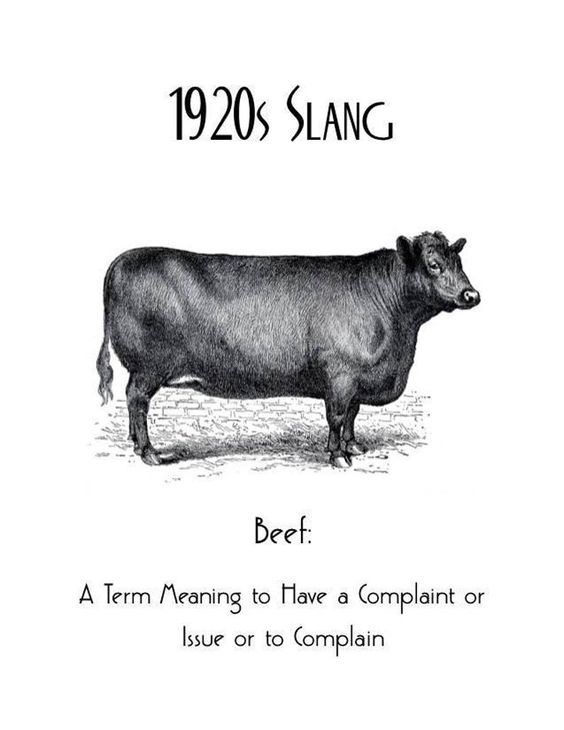 1920s Slang
Beef:
A Term Meaning to Have a Complaint or
Issue or to Complain